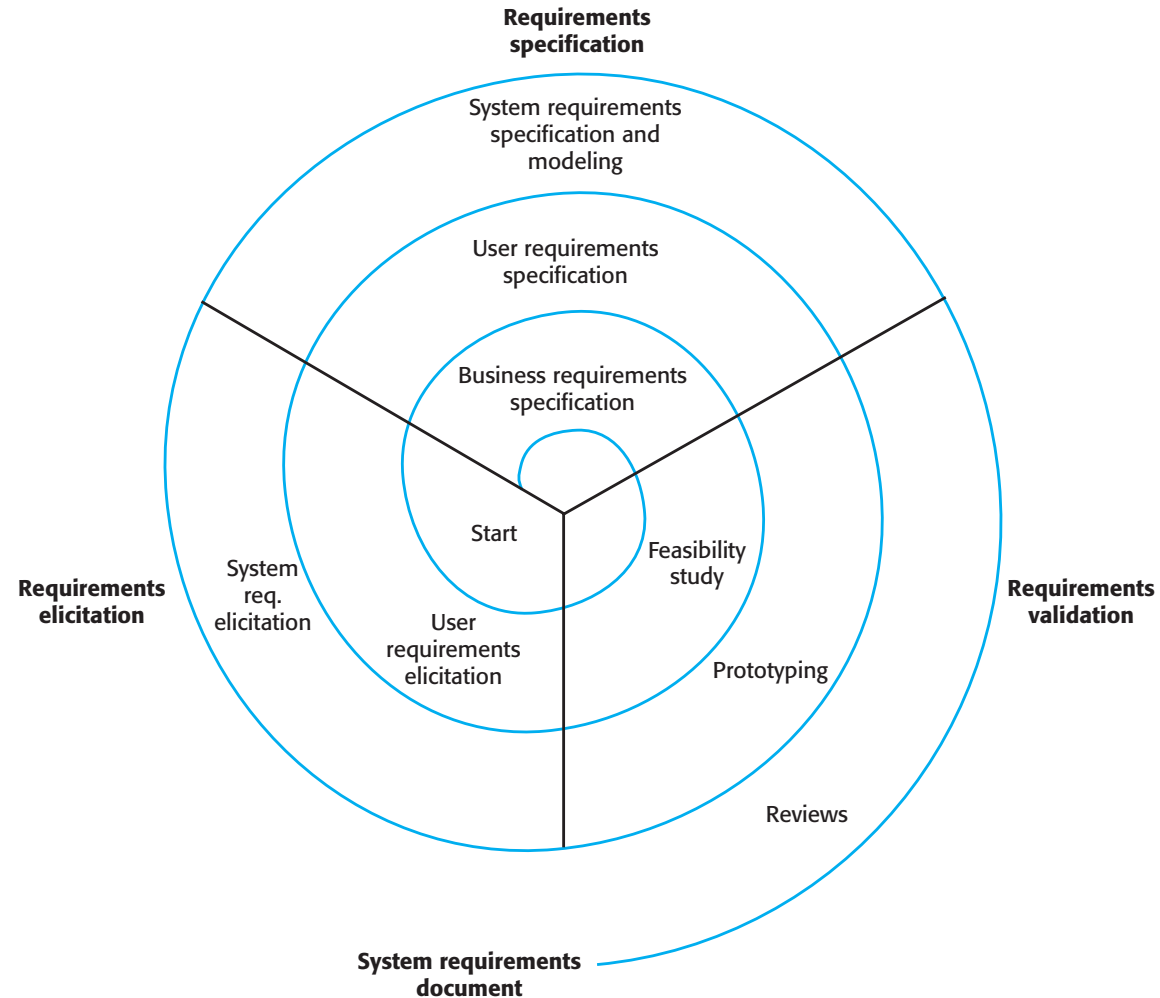 Requirements
specification
System requirements
specification and
modeling
User requirements
specification
Business requirements
specification
Start
Feasibility
study
System
req.
elicitation
Requirements
elicitation
Requirements
validation
User
requirements
elicitation
Prototyping
Reviews
System requirements
document